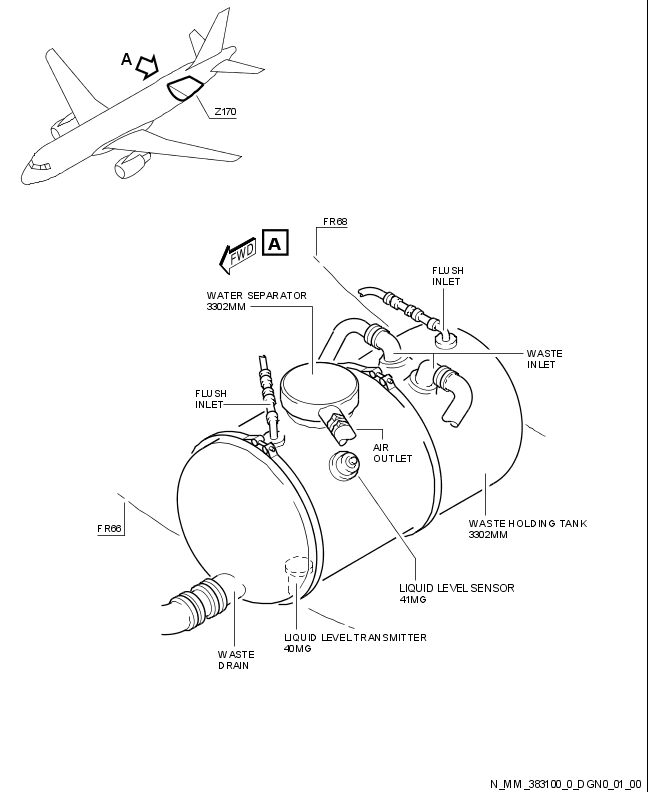 A
Z170
FR68
FWD
A
FLUSH
INLET
WATER SEPARATOR
3302MM
WASTE
INLET
FLUSH
INLET
AIR
OUTLET
FR66
WASTE HOLDING TANK
3302MM
LIQUID LEVEL SENSOR
41MG
LIQUID LEVEL TRANSMITTER
40MG
WASTE
DRAIN
N_MM_383100_0_DGN0_01_00